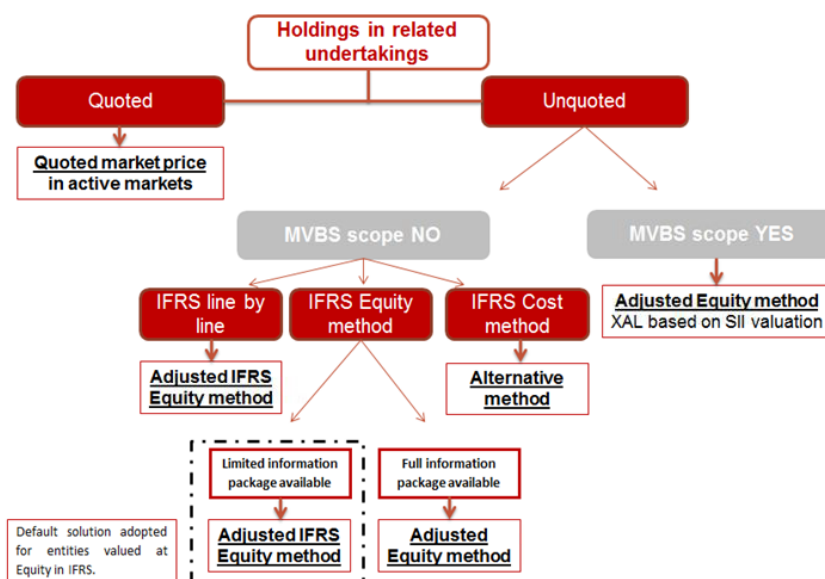 Holdings in related
undertakings
Quoted
Unquoted
Quoted market price
in active markets
MVBS scope NO
MVBS scope YES
IFRS line by
line
IFRS Equity
method
IFRS Cost
method
Adjusted Equity method
XAL based on SII valuation
Adjusted IFRS
Equity method
Alternative
method
Limited information
package available
Full information
package available
Adjusted IFRS
Equity method
Adjusted
Equity method
Default solution adopted
for entities valued at
Equity in IFRS.